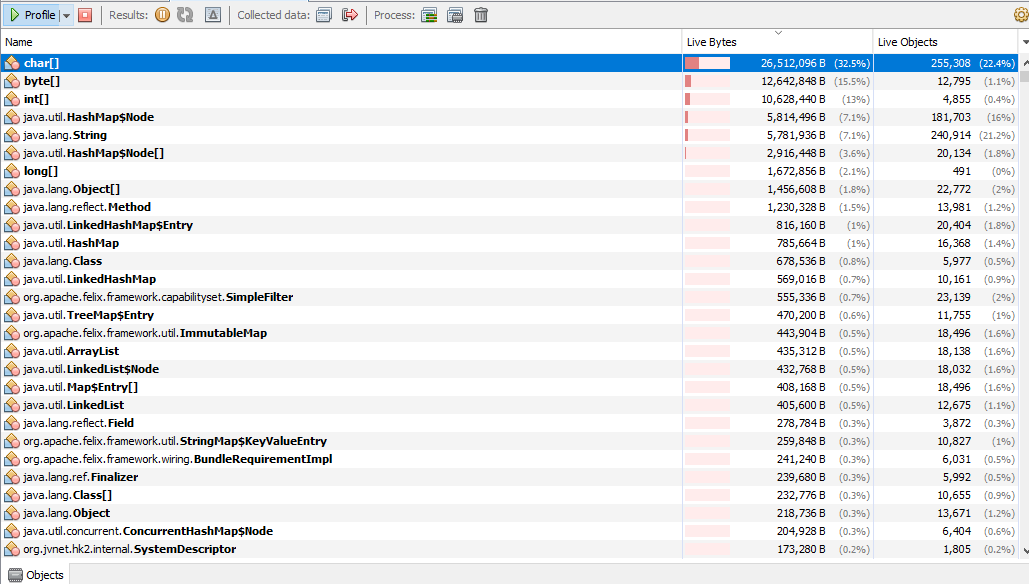 Profile Results: Collected data: Process:
Name Live Bytes Live Objects
char[] 26,512,096 B (32.5%) 255,308 (22.4%)
byte[] 12,642,848 B (15.5%) 12,795 (1.1%)
int[] 10,628,440 B (13%) 4,855 (0.4%)
java.util.HashMap$Node 5,814,496 B (7.1%) 181,703 (16%)
java.lang.String 5,781,936 B (7.1%) 240,914 (21.2%)
java.util.HashMap$Node[] 2,916,448 B (3.6%) 20,134 (1.8%)
long[] 1,672,856 B (2.1%) 491 (0%)
java.lang.Object[] 1,456,608 B (1.8%) 22,772 (2%)
java.lang.reflect.Method 1,230,328 B (1.5%) 13,981 (1.2%)
java.util.LinkedHashMap$Entry 816,160 B (1%) 20,404 (1.8%)
java.util.HashMap 785,664 B (1%) 16,368 (1.4%)
java.lang.Class 678,536 B (0.8%) 5,977 (0.5%)
java.util.LinkedHashMap 569,016 B (0.7%) 10,161 (0.9%)
org.apache.felix.framework.capabilityset.SimpleFilter 555,336 B (0.7%) 23,139 (2%)
java.util.TreeMap$Entry 470,200 B (0.6%) 11,755 (1%)
org.apache.felix.framework.util.ImmutableMap 443,904 B (0.5%) 18,496 (1.6%)
java.util.ArrayList 435,312 B (0.5%) 18,138 (1.6%)
java.util.LinkedList$Node 432,768 B (0.5%) 18,032 (1.6%)
java.util.Map$Entry[] 408,168 B (0.5%) 18,496 (1.6%)
java.util.LinkedList 405,600 B (0.5%) 12,675 (1.1%)
java.lang.reflect.Field 278,784 B (0.3%) 3,872 (0.3%)
org.apache.felix.framework.util.StringMap$KeyValueEntry 259,848 B (0.3%) 10,827 (1%)
org.apache.felix.framework.wiring.BundleRequirementImpl 241,240 B (0.3%) 6,031 (0.5%)
java.lang.ref.Finalizer 239,680 B (0.3%) 5,992 (0.5%)
java.lang.Class[] 232,776 B (0.3%) 10,655 (0.9%)
java.lang.Object 218,736 B (0.3%) 13,671 (1.2%)
java.util.concurrent.ConcurrentHashMap$Node 204,928 B (0.3%) 6,404 (0.6%)
org.jvnet.hk2.internal.SystemDescriptor 173,280 B (0.2%) 1,805 (0.2%)
Objects